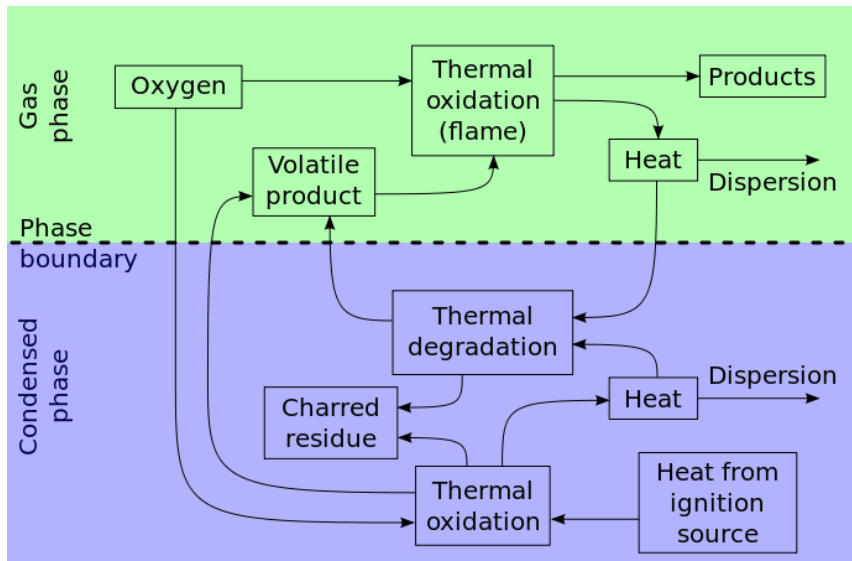 Gas
phase
Oxygen
Thermal
oxidation
(flame)
Products
Volatile
product
Heat
Dispersion
Phase
boundary
Condensed
phase
Thermal
degradation
Dispersion
Heat
Charred
residue
Thermal
oxidation
Heat from
ignition
source